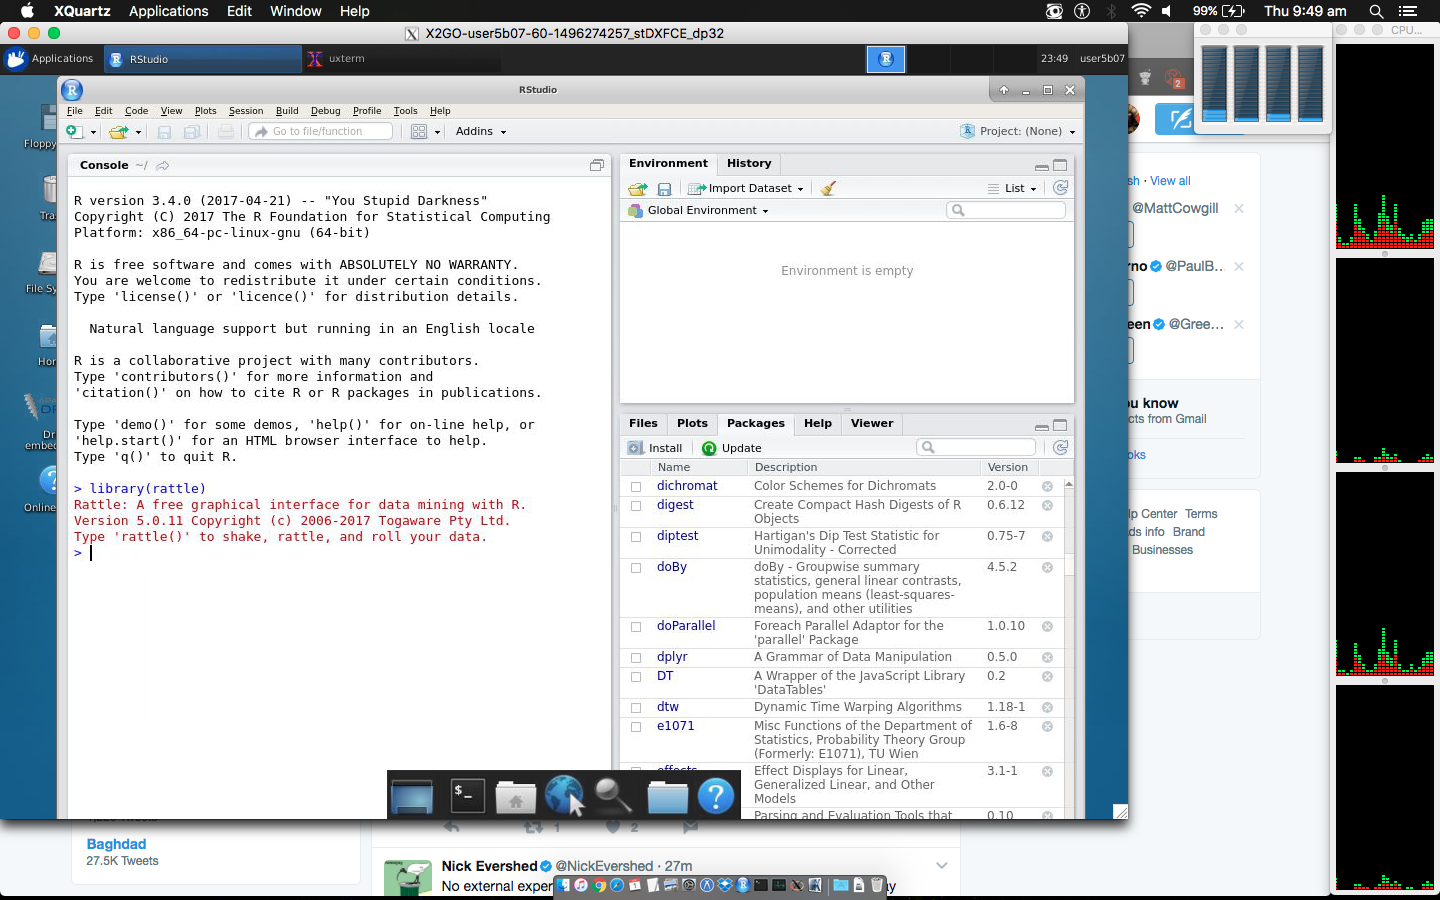 XQuartz Applications Edit Window Help
99% Thu 9:49 am
X2GO-user5b07-60-1496274257_stDXFCE_dp32
CPU...
Applications RStudio uxterm
23:49 user5b07
RStudio
File Edit Code View Plots Session Build Debug Profile Tools Help
Go to file/function Addins Project: (None)
Console ~/
R version 3.4.0 (2017-04-21) -- "You Stupid Darkness"
Copyright (C) 2017 The R Foundation for Statistical Computing
Platform: x86_64-pc-linux-gnu (64-bit)
R is free software and comes with ABSOLUTELY NO WARRANTY.
You are welcome to redistribute it under certain conditions.
Type 'license()' or 'licence()' for distribution details.
Natural language support but running in an English locale
R is a collaborative project with many contributors.
Type 'contributors()' for more information and
'citation()' on how to cite R or R packages in publications.
Type 'demo()' for some demos, 'help()' for on-line help, or
'help.start()' for an HTML browser interface to help.
Type 'q()' to quit R.
> library(rattle)
Rattle: A free graphical interface for data mining with R.
Version 5.0.11 Copyright (c) 2006-2017 Togaware Pty Ltd.
Type 'rattle()' to shake, rattle, and roll your data.
>
Environment History
Import Dataset List
Global Environment
Environment is empty
Files Plots Packages Help Viewer
Install Update
Name Description Version
dichromat Color Schemes for Dichromats 2.0-0
digest Create Compact Hash Digests of R 0.6.12
Objects
diptest Hartigan's Dip Test Statistic for 0.75-7
Unimodality - Corrected
doBy doBy - Groupwise summary 4.5.2
statistics, general linear contrasts,
population means (least-squares-
means), and other utilities
doParallel Foreach Parallel Adaptor for the 1.0.10
'parallel' Package
dplyr A Grammar of Data Manipulation 0.5.0
DT A Wrapper of the JavaScript Library 0.2
'DataTables'
dtw Dynamic Time Warping Algorithms 1.18-1
e1071 Misc Functions of the Department of 1.6-8
Statistics, Probability Theory Group
(Formerly: E1071), TU Wien
effects Effect Displays for Linear, 3.1-1
Generalized Linear, and Other
Models
Parsing and Evaluation Tools that 0.10
Floppy
Tra
File Sy
Hor
Dr
embed
Online
2
sh · View all
@MattCowgill
rno @PaulB...
een @Gree...
ou know
cts from Gmail
oks
lp Center Terms
ds info Brand
Businesses
1 2
Baghdad
27.5K Tweets
Nick Evershed @NickEvershed · 27m
No external exper
ay